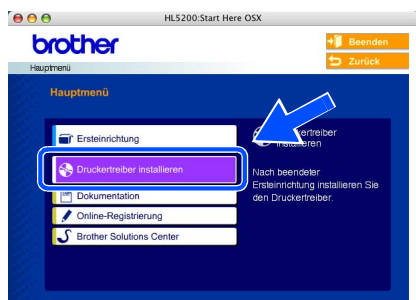 HL5200:Start Here OSX
brother
Beenden
Zurück
Hauptmenü
Hauptmenü
Ersteinrichtung
Druckertreiber installieren
Dokumentation
Online-Registrierung
Brother Solutions Center
Nach beendeter
Ersteinrichtung installieren Sie
den Druckertreiber.